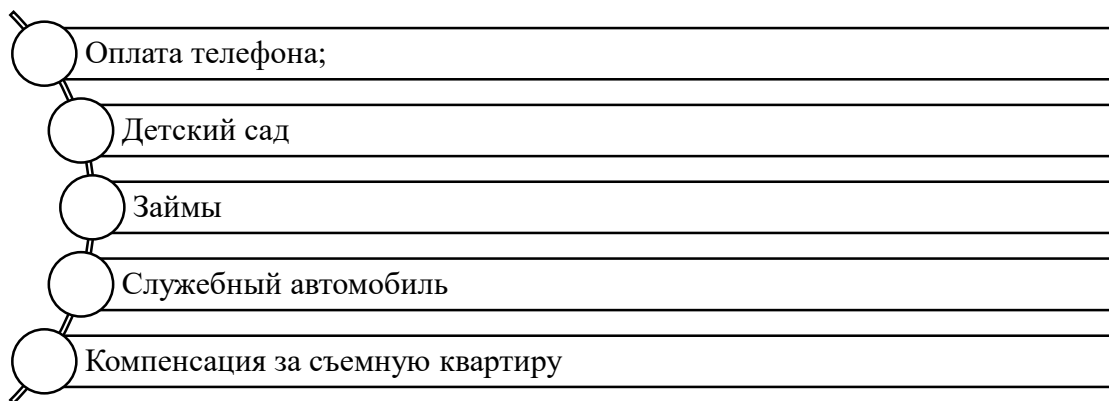 Оплата телефона;
Детский сад
Займы
Служебный автомобиль
Компенсация за съемную квартиру